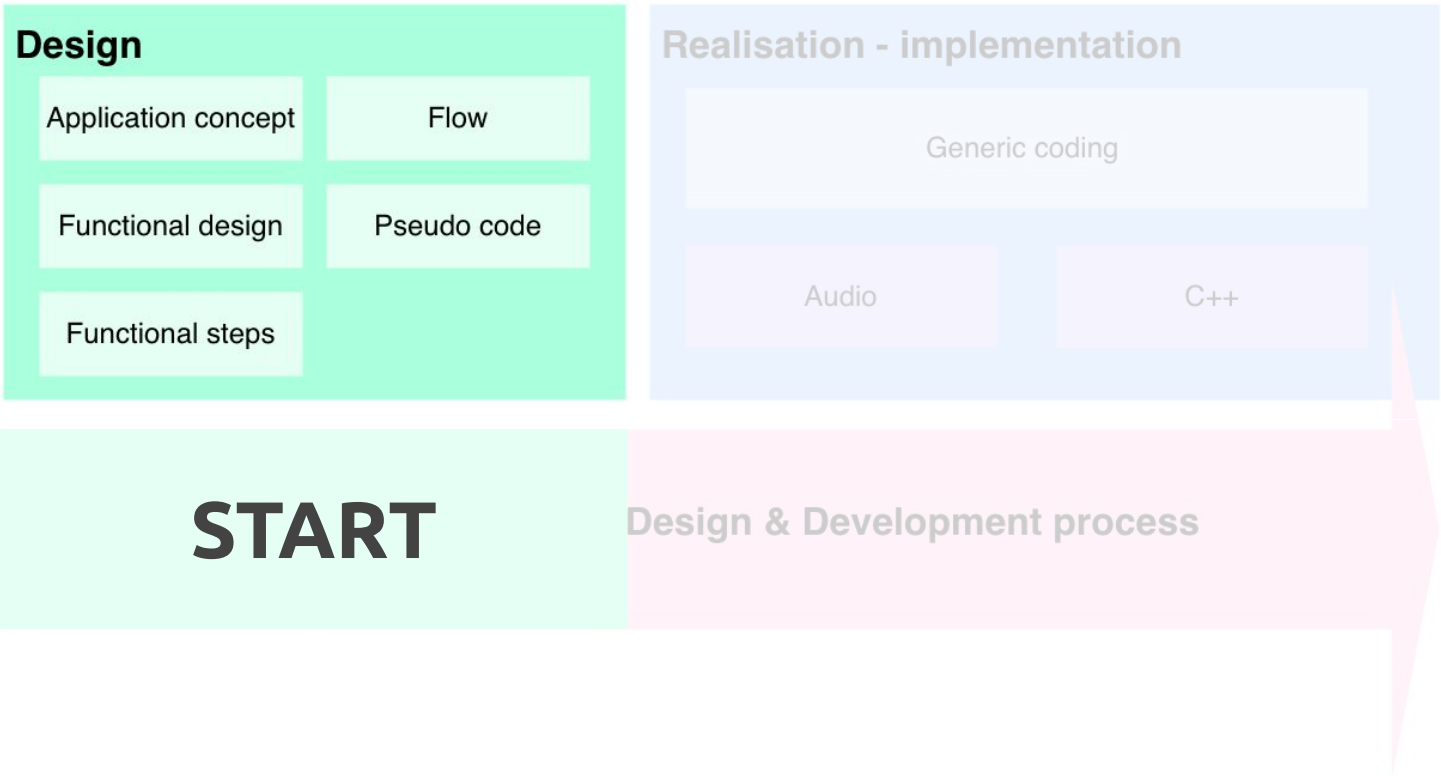 Design
Application concept
Flow
Functional design
Pseudo code
Functional steps
Realisation - implementation
Generic coding
Audio
C++
START
Design & Development process